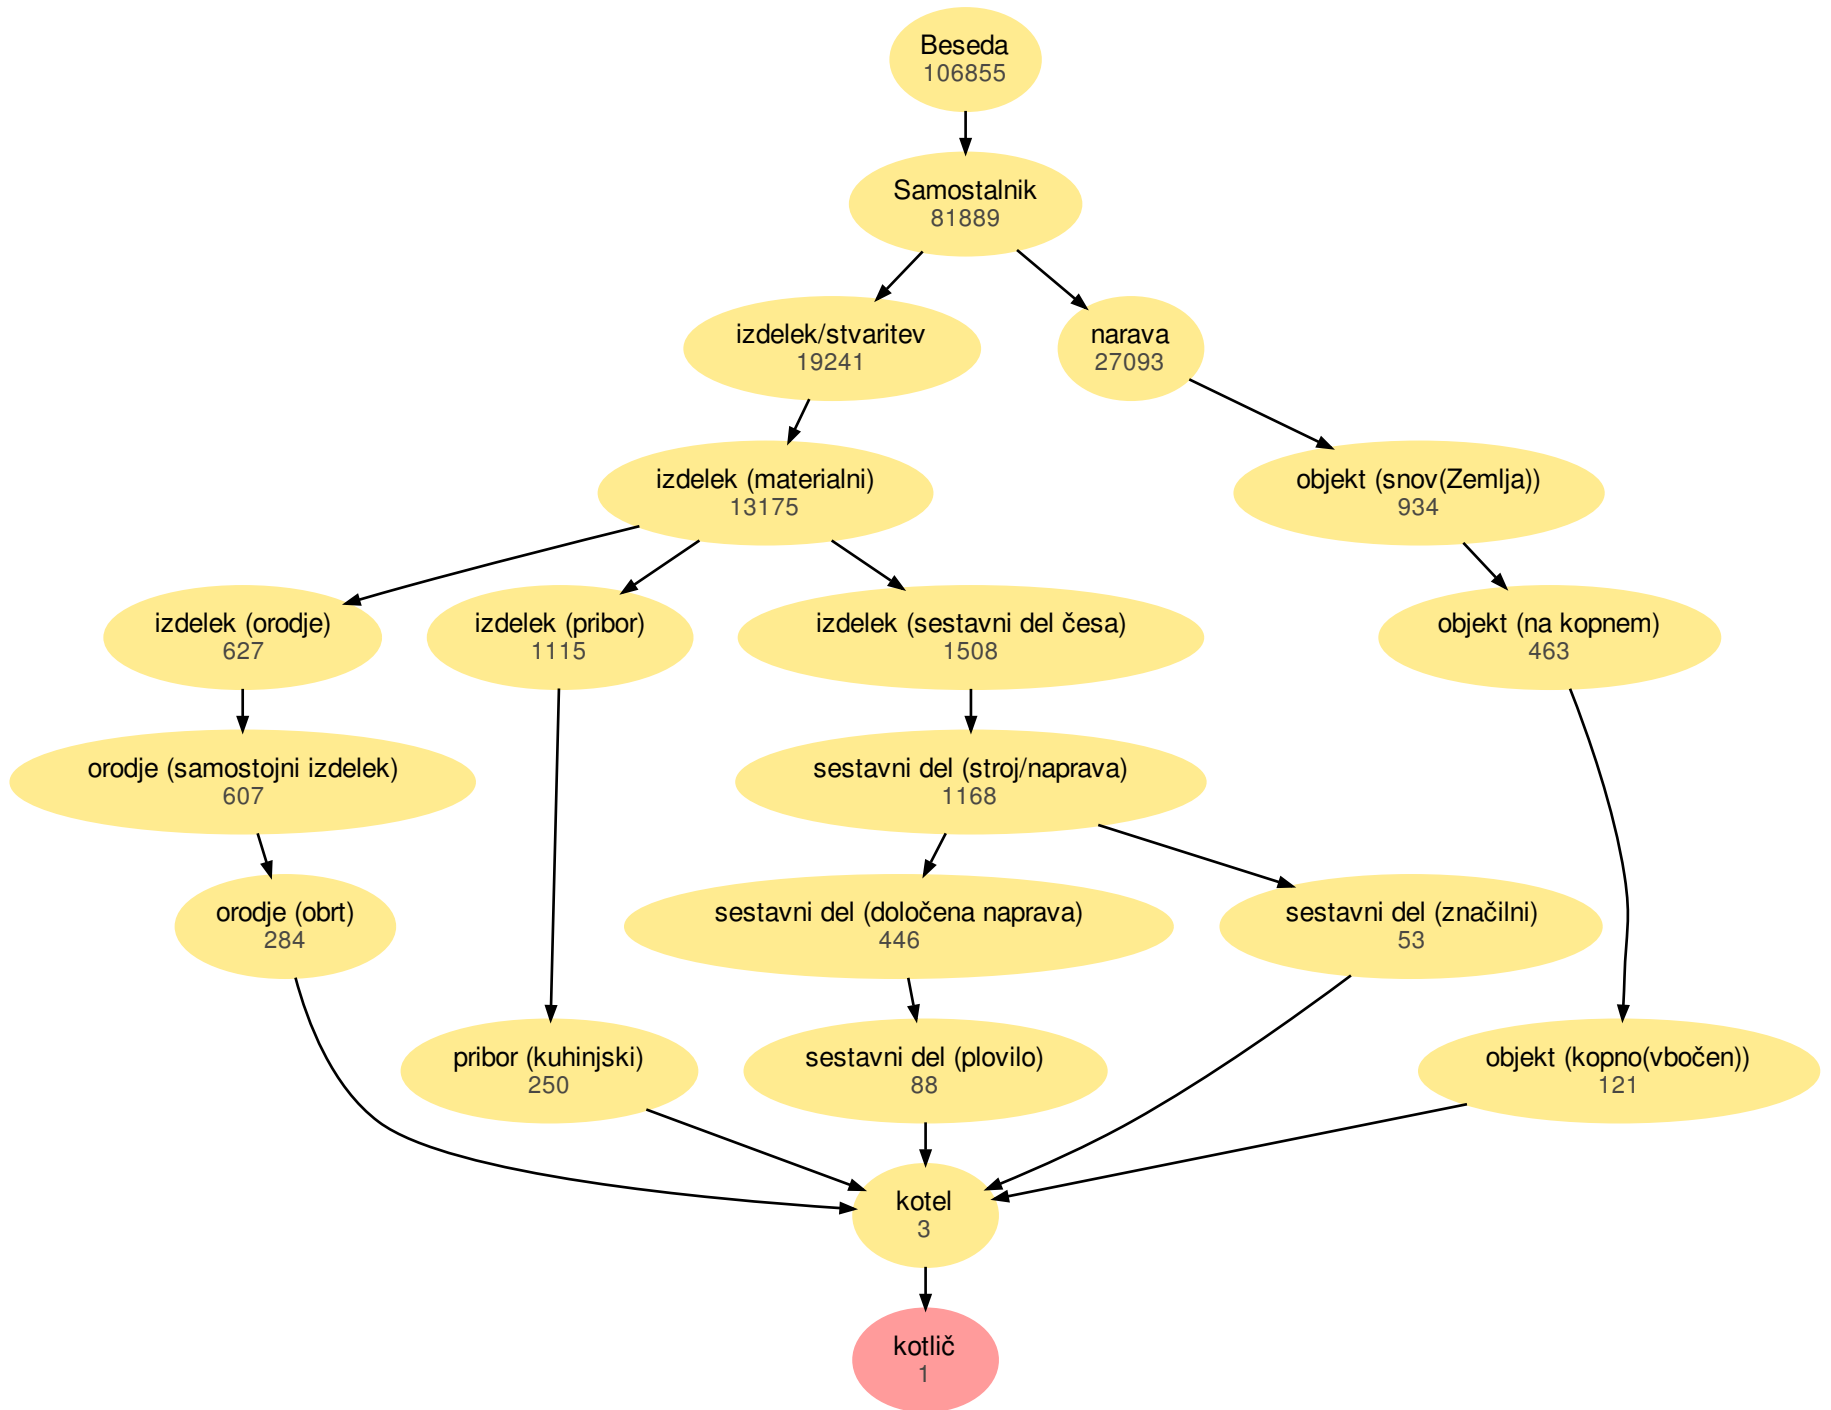 Beseda
106855
Samostalnik
81889
izdelek/stvaritev
19241
narava
27093
izdelek (materialni)
13175
objekt (snov(Zemlja))
934
izdelek (orodje)
627
izdelek (pribor)
1115
izdelek (sestavni del česa)
1508
objekt (na kopnem)
463
orodje (samostojni izdelek)
607
sestavni del (stroj/naprava)
1168
orodje (obrt)
284
sestavni del (določena naprava)
446
sestavni del (značilni)
53
pribor (kuhinjski)
250
sestavni del (plovilo)
88
objekt (kopno(vbočen))
121
kotel
3
kotlič
1